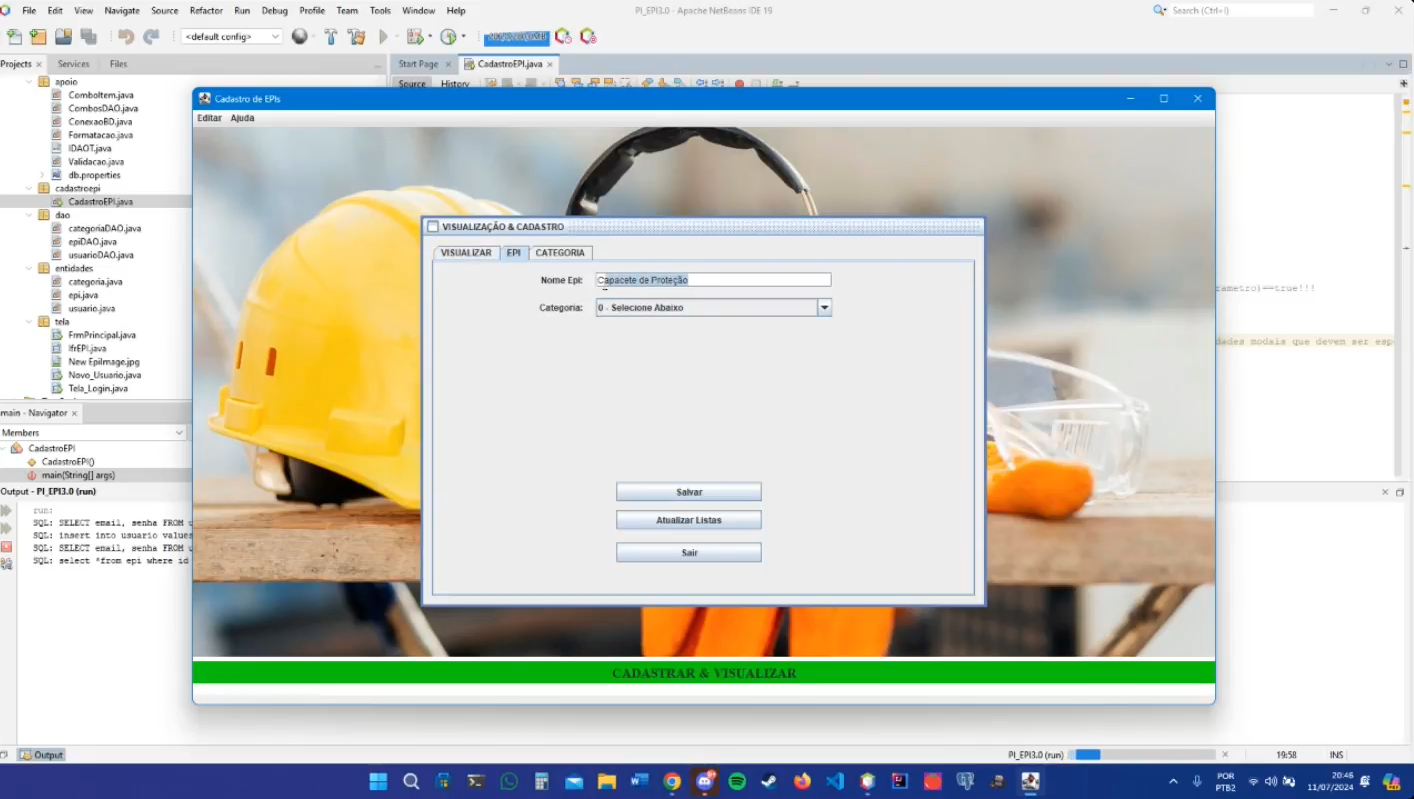 File Edit View Navigate Source Refactor Run Debug Profile Team Tools Window Help
PI_EPI3.0 - Apache NetBeans IDE 19
Search (Ctrl+I)
<default config>
Projects Services Files
Start Page CadastroEPI.java
Source History
apoio
ComboItem.java
CombosDAO.java
ConexaoBD.java
Formatacao.java
IDAOT.java
Validacao.java
db.properties
cadastroepi
CadastroEPI.java
dao
categoriaDAO.java
epiDAO.java
usuarioDAO.java
entidades
categoria.java
epi.java
usuario.java
tela
FrmPrincipal.java
IfrEPI.java
New EpiImage.jpg
Novo_Usuario.java
Tela_Login.java
main - Navigator
Members
CadastroEPI
CadastroEPI()
main(String[] args)
Output - PI_EPI3.0 (run)
run:
SQL: SELECT email, senha FROM u
SQL: insert into usuario values
SQL: SELECT email, senha FROM u
SQL: select *from epi where id
Cadastro de EPIs
Editar Ajuda
VISUALIZAÇÃO & CADASTRO
VISUALIZAR EPI CATEGORIA
Nome Epi: Capacete de Proteção
Categoria: 0 - Selecione Abaixo
Salvar
Atualizar Listas
Sair
CADASTRAR & VISUALIZAR
rametro)==true!!!
dades modais que devem ser esp
Output
PI_EPI3.0 (run)
19:58 INS
POR
PTB2
20:46
11/07/2024